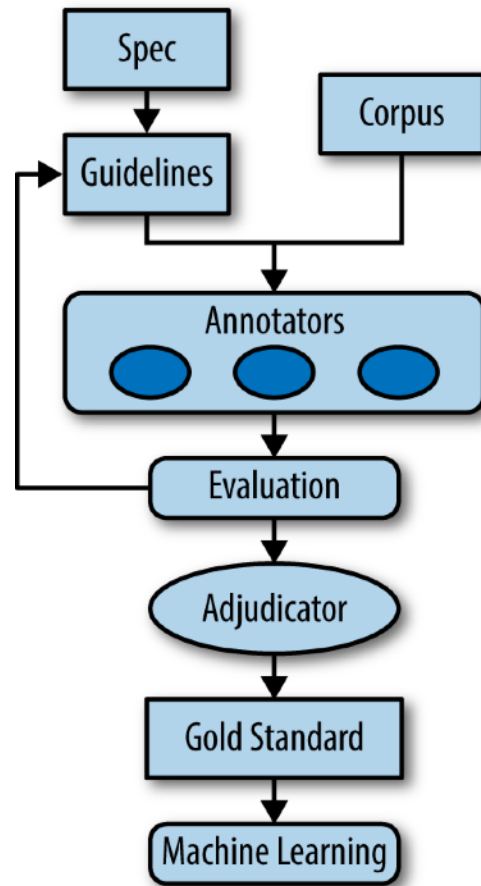 Spec
Corpus
Guidelines
Annotators
Evaluation
Adjudicator
Gold Standard
Machine Learning